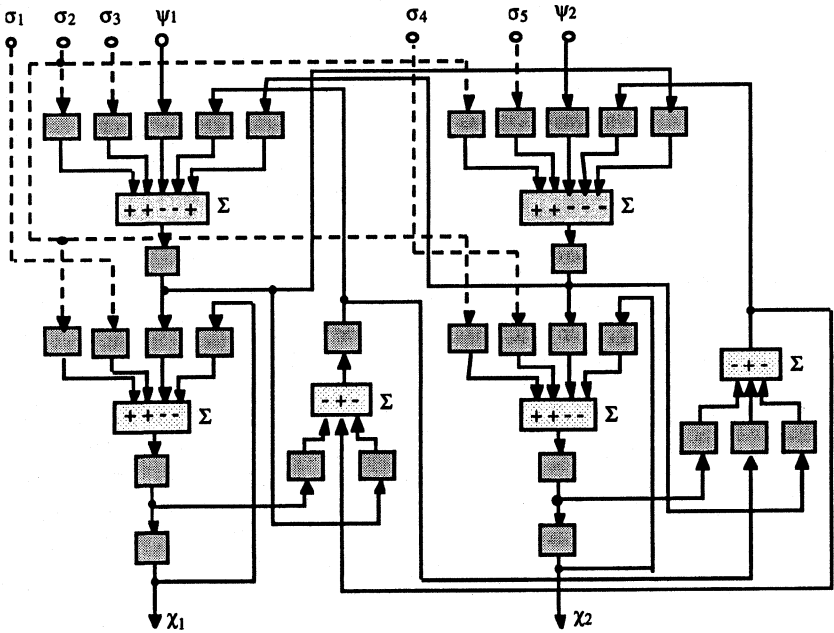 σ1 σ2 σ3 ψ1 σ4 σ5 ψ2
+ + - - + Σ
+ + - - - Σ
- + - Σ
- + - Σ
+ + - - Σ
+ + - - Σ
χ1 χ2